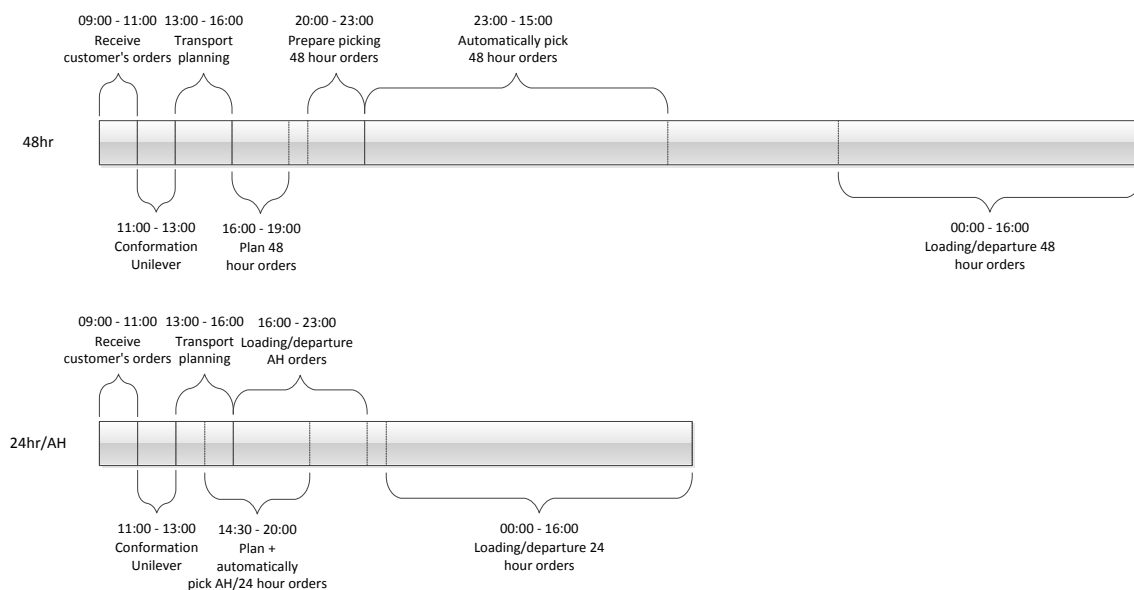 09:00 - 11:00
Receive
customer's orders
13:00 - 16:00
Transport
planning
20:00 - 23:00
Prepare picking
48 hour orders
23:00 - 15:00
Automatically pick
48 hour orders
48hr
11:00 - 13:00
Conformation
Unilever
16:00 - 19:00
Plan 48
hour orders
00:00 - 16:00
Loading/departure 48
hour orders
09:00 - 11:00
Receive
customer's orders
13:00 - 16:00
Transport
planning
16:00 - 23:00
Loading/departure
AH orders
24hr/AH
11:00 - 13:00
Conformation
Unilever
14:30 - 20:00
Plan +
automatically
pick AH/24 hour orders
00:00 - 16:00
Loading/departure 24
hour orders